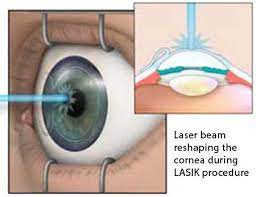 Laser beam
reshaping the
cornea during
LASIK procedure